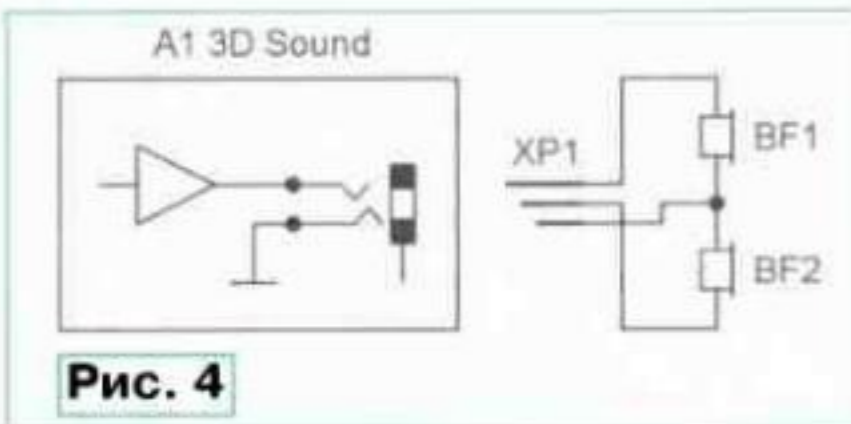 A1 3D Sound
XP1
BF1
BF2
Рис. 4